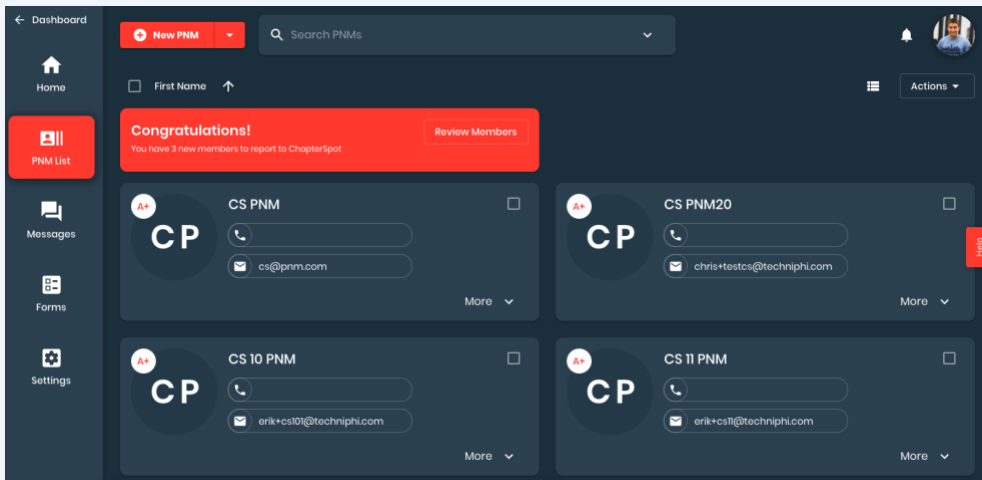 Dashboard
New PNM
Search PNMs
Home
First Name
Actions
Congratulations!
You have 3 new members to report to ChapterSpot
Review Members
PNM List
A+
CP
CS PNM
cs@pnm.com
More
A+
CP
CS PNM20
chris+testcs@techniphi.com
More
Help
Messages
Forms
A+
CP
CS 10 PNM
erik+cs101@techniphi.com
More
A+
CP
CS 11 PNM
erik+cs11@techniphi.com
More
Settings